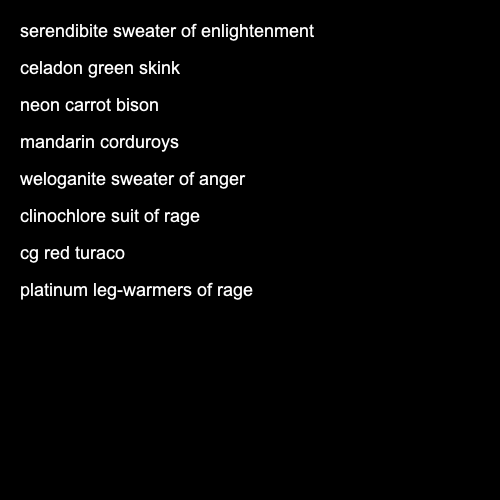 serendibite sweater of enlightenment
celadon green skink
neon carrot bison
mandarin corduroys
weloganite sweater of anger
clinochlore suit of rage
cg red turaco
platinum leg-warmers of rage